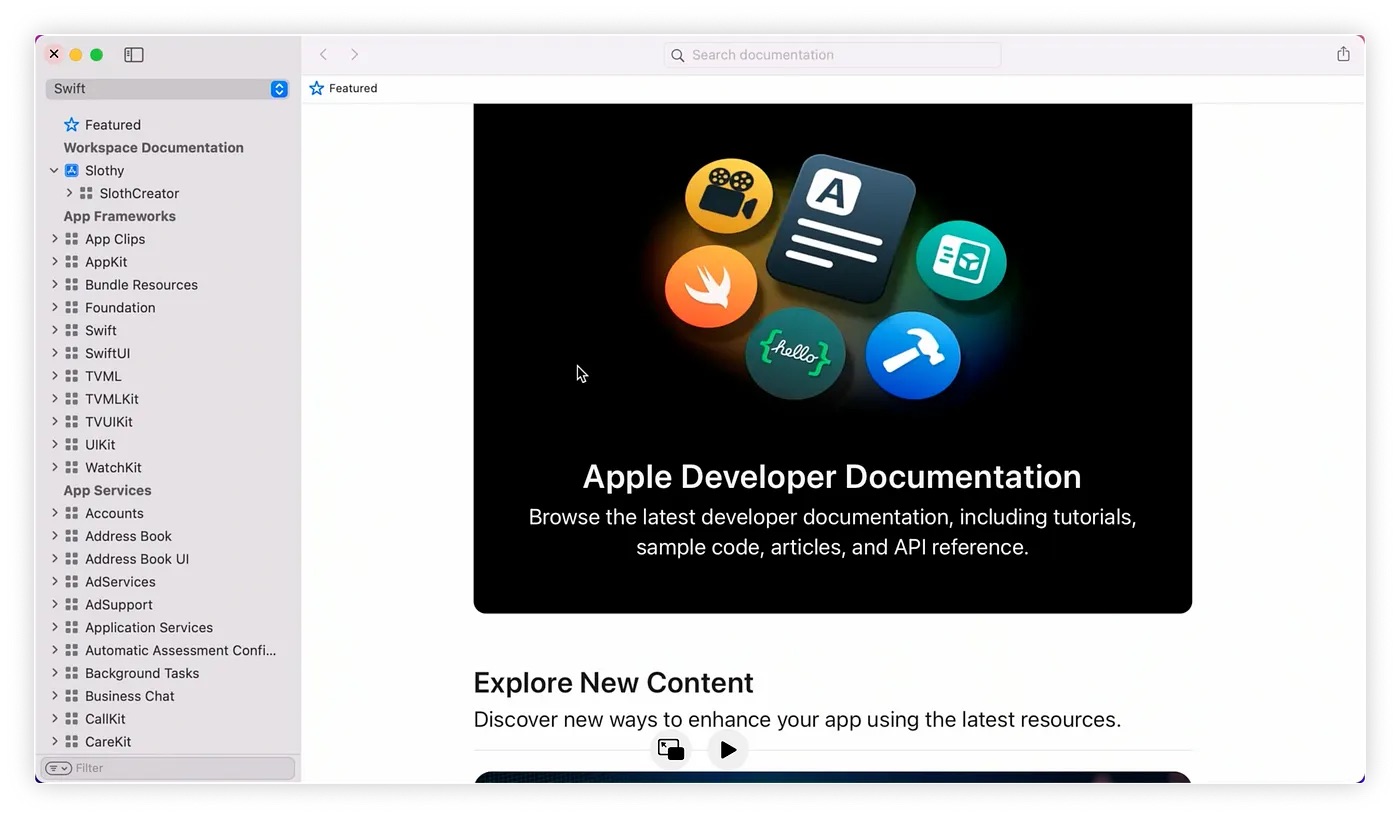 Search documentation
Swift
Featured
Featured
Workspace Documentation
Slothy
SlothCreator
App Frameworks
App Clips
AppKit
Bundle Resources
Foundation
Swift
SwiftUI
TVML
TVMLKit
TVUIKit
UIKit
WatchKit
App Services
Accounts
Address Book
Address Book UI
AdServices
AdSupport
Application Services
Automatic Assessment Confi...
Background Tasks
Business Chat
CallKit
CareKit
Filter
A
{hello}
Apple Developer Documentation
Browse the latest developer documentation, including tutorials,
sample code, articles, and API reference.
Explore New Content
Discover new ways to enhance your app using the latest resources.